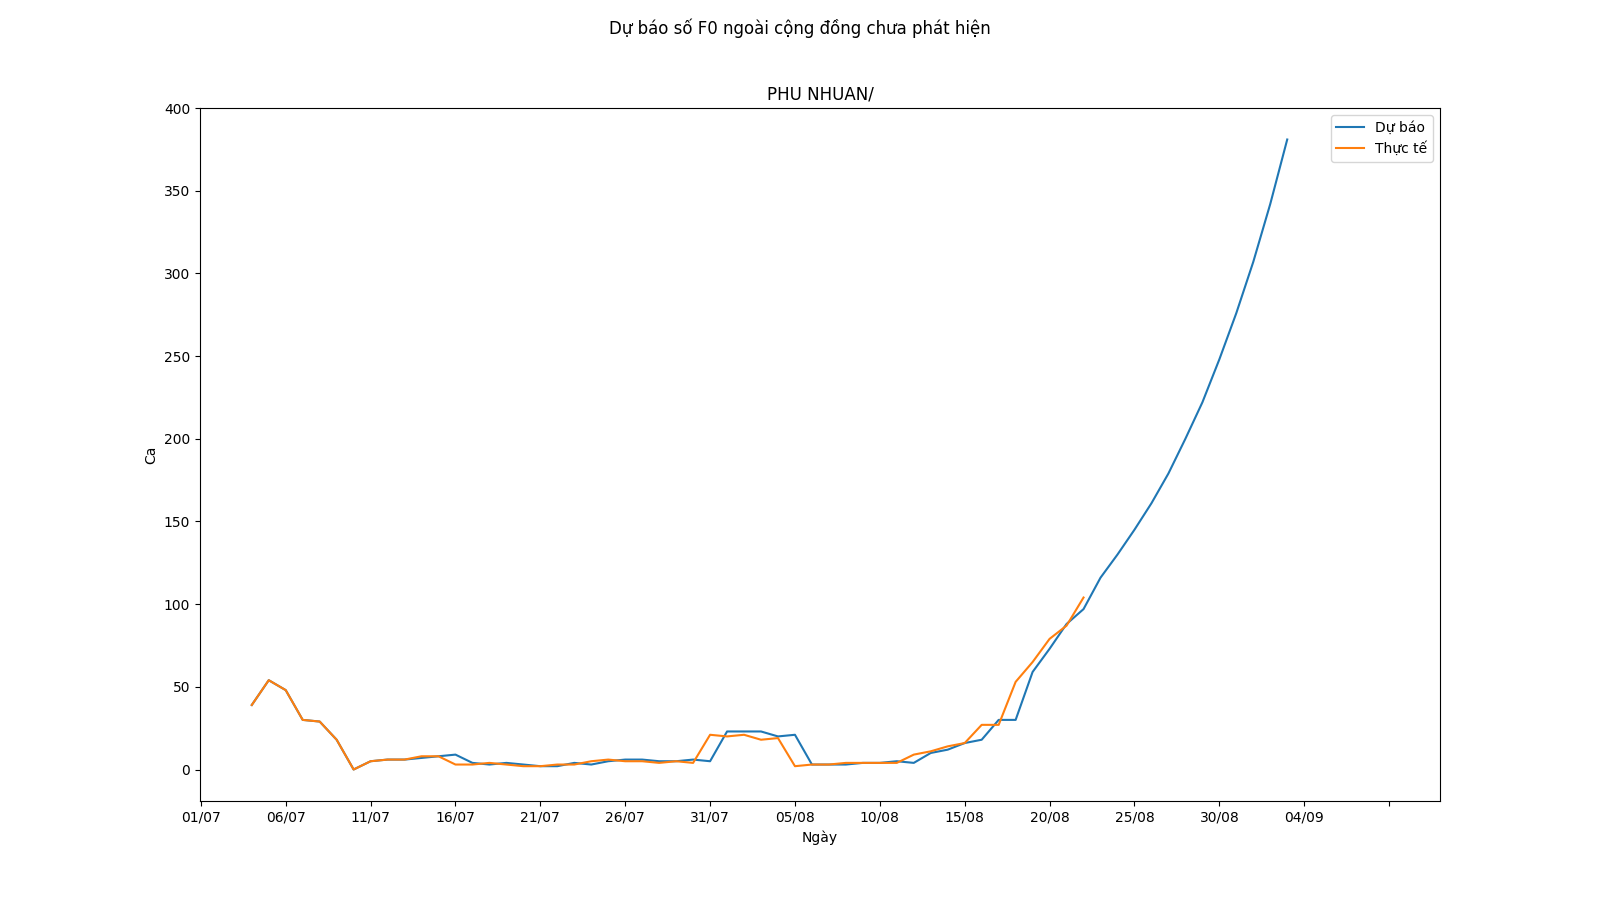 Dự báo số F0 ngoài cộng đồng chưa phát hiện
PHU NHUAN/
400
350
300
250
200
150
100
50
0
Ca
Dự báo
Thực tế
01/07 06/07 11/07 16/07 21/07 26/07 31/07 05/08 10/08 15/08 20/08 25/08 30/08 04/09
Ngày